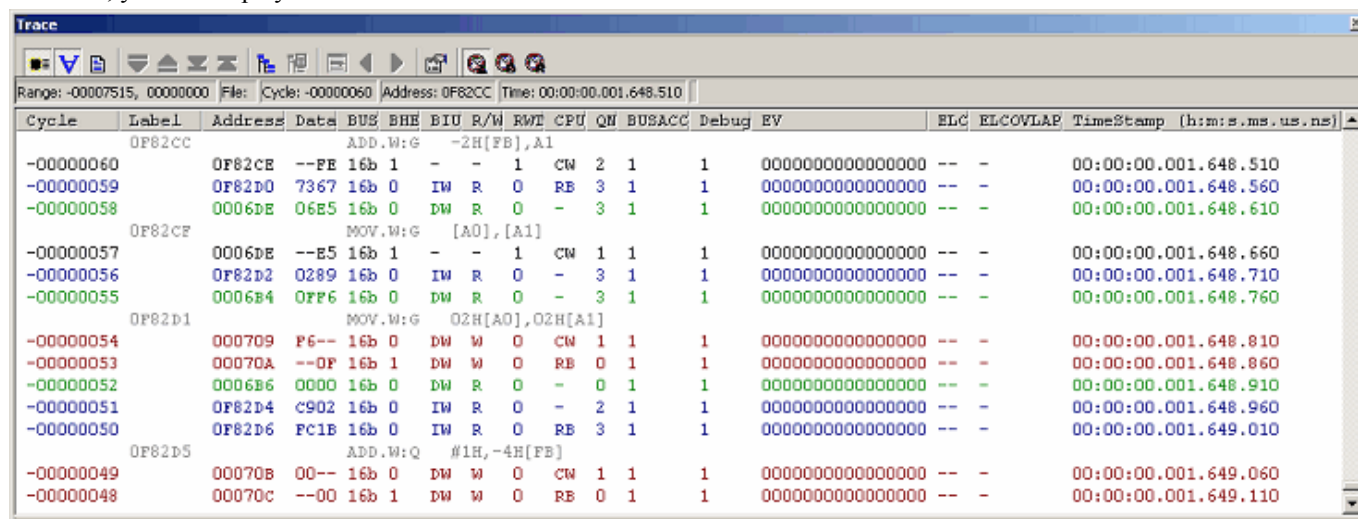 Trace
Range: -00007515, 00000000 File: Cycle: -00000060 Address: 0F82CC Time: 00:00:00.001.648.510
Cycle Label Address Data BUS BHE BIU R/W RWT CPU QN BUSACC Debug EV ELC ELCOVLAP TimeStamp (h:m:s.ms.us.ns)
0F82CC ADD.W:G -2H[FB],A1
-00000060 0F82CE --FE 16b 1 - - 1 CW 2 1 1 0000000000000000 -- - 00:00:00.001.648.510
-00000059 0F82D0 7367 16b 0 IW R 0 RB 3 1 1 0000000000000000 -- - 00:00:00.001.648.560
-00000058 0006DE 06E5 16b 0 DW R 0 - 3 1 1 0000000000000000 -- - 00:00:00.001.648.610
0F82CF MOV.W:G [A0],[A1]
-00000057 0006DE --E5 16b 1 - - 1 CW 1 1 1 0000000000000000 -- - 00:00:00.001.648.660
-00000056 0F82D2 0289 16b 0 IW R 0 - 3 1 1 0000000000000000 -- - 00:00:00.001.648.710
-00000055 0006B4 0FF6 16b 0 DW R 0 - 3 1 1 0000000000000000 -- - 00:00:00.001.648.760
0F82D1 MOV.W:G 02H[A0],02H[A1]
-00000054 000709 F6-- 16b 0 DW W 0 CW 1 1 1 0000000000000000 -- - 00:00:00.001.648.810
-00000053 00070A --0F 16b 1 DW W 0 RB 0 1 1 0000000000000000 -- - 00:00:00.001.648.860
-00000052 0006B6 0000 16b 0 DW R 0 - 0 1 1 0000000000000000 -- - 00:00:00.001.648.910
-00000051 0F82D4 C902 16b 0 IW R 0 - 2 1 1 0000000000000000 -- - 00:00:00.001.648.960
-00000050 0F82D6 FC1B 16b 0 IW R 0 RB 3 1 1 0000000000000000 -- - 00:00:00.001.649.010
0F82D5 ADD.W:Q #1H,-4H[FB]
-00000049 00070B 00-- 16b 0 DW W 0 CW 1 1 1 0000000000000000 -- - 00:00:00.001.649.060
-00000048 00070C --00 16b 1 DW W 0 RB 0 1 1 0000000000000000 -- - 00:00:00.001.649.110